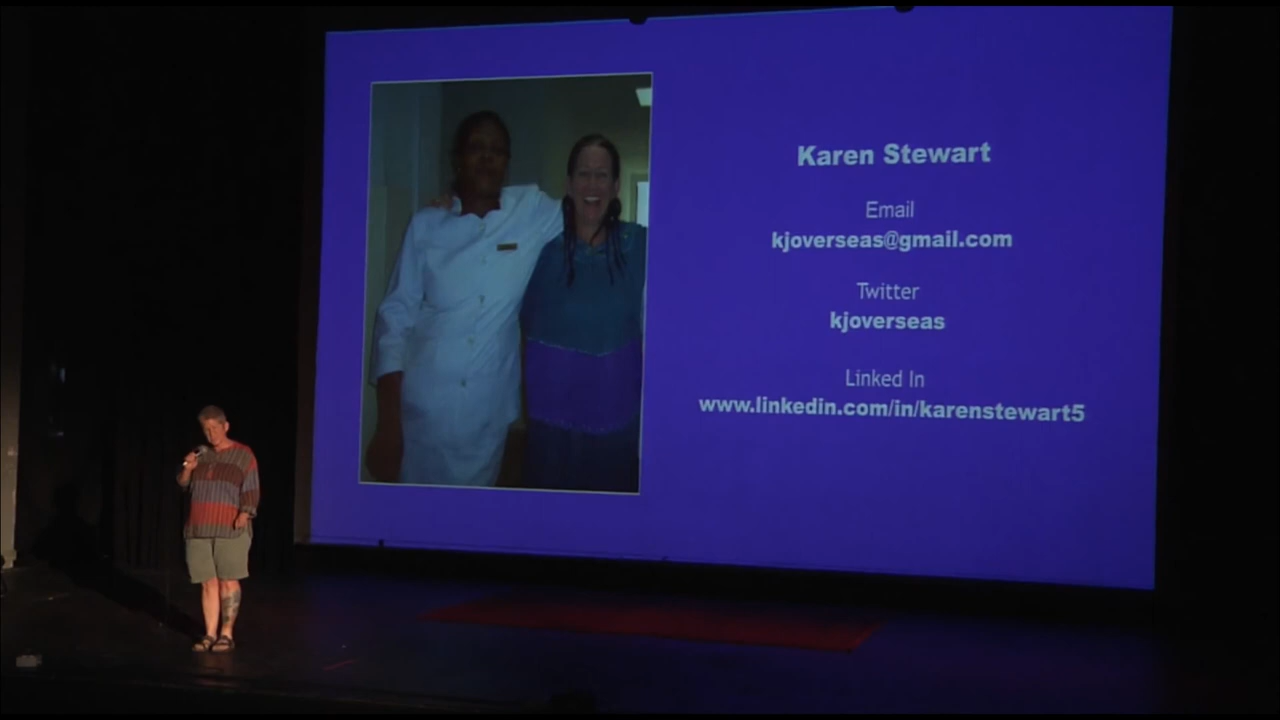 Karen Stewart
Email
kjoverseas@gmail.com
Twitter
kjoverseas
Linked In
www.linkedin.com/in/karenstewart5